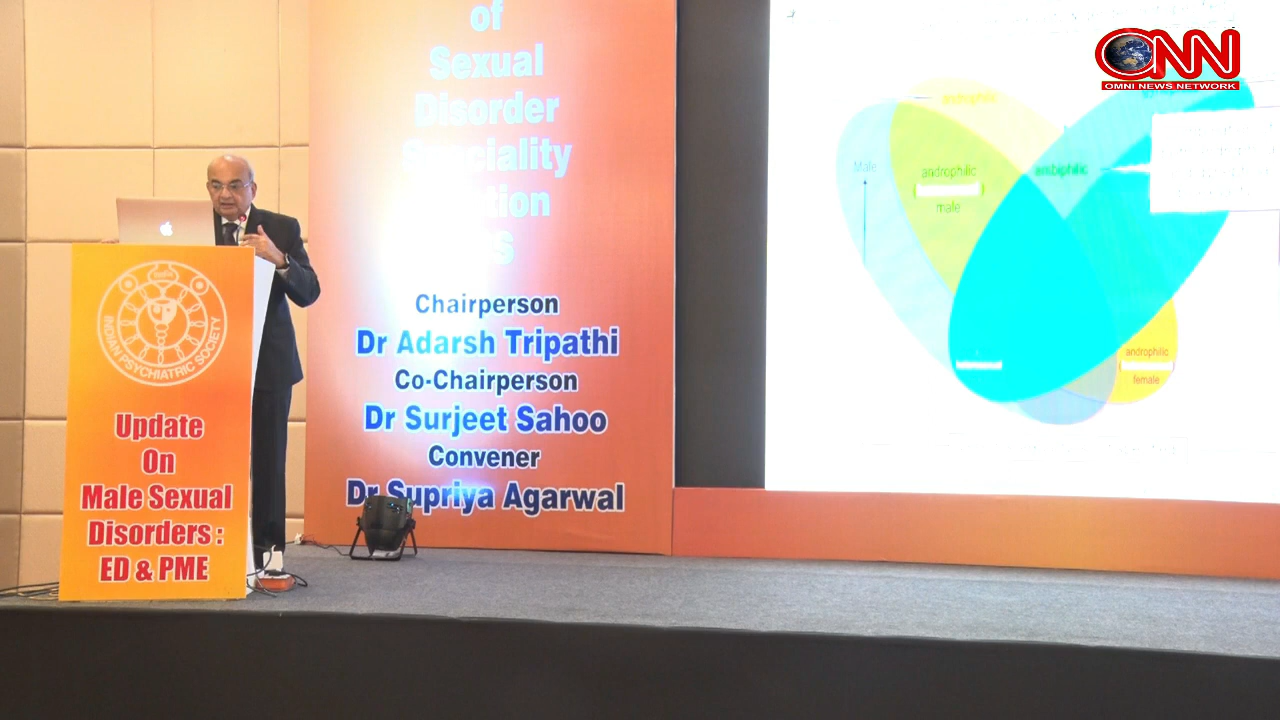 ONN
OMNI NEWS NETWORK
of
Sexual
Disorder
Chairperson
Dr Adarsh Tripathi
Co-Chairperson
Dr Surjeet Sahoo
Convener
Dr Supriya Agarwal
INDIAN PSYCHIATRIC SOCIETY
Update
On
Male Sexual
Disorders :
ED & PME
Male
androphilic
male
ambiphilic
androphilic
female